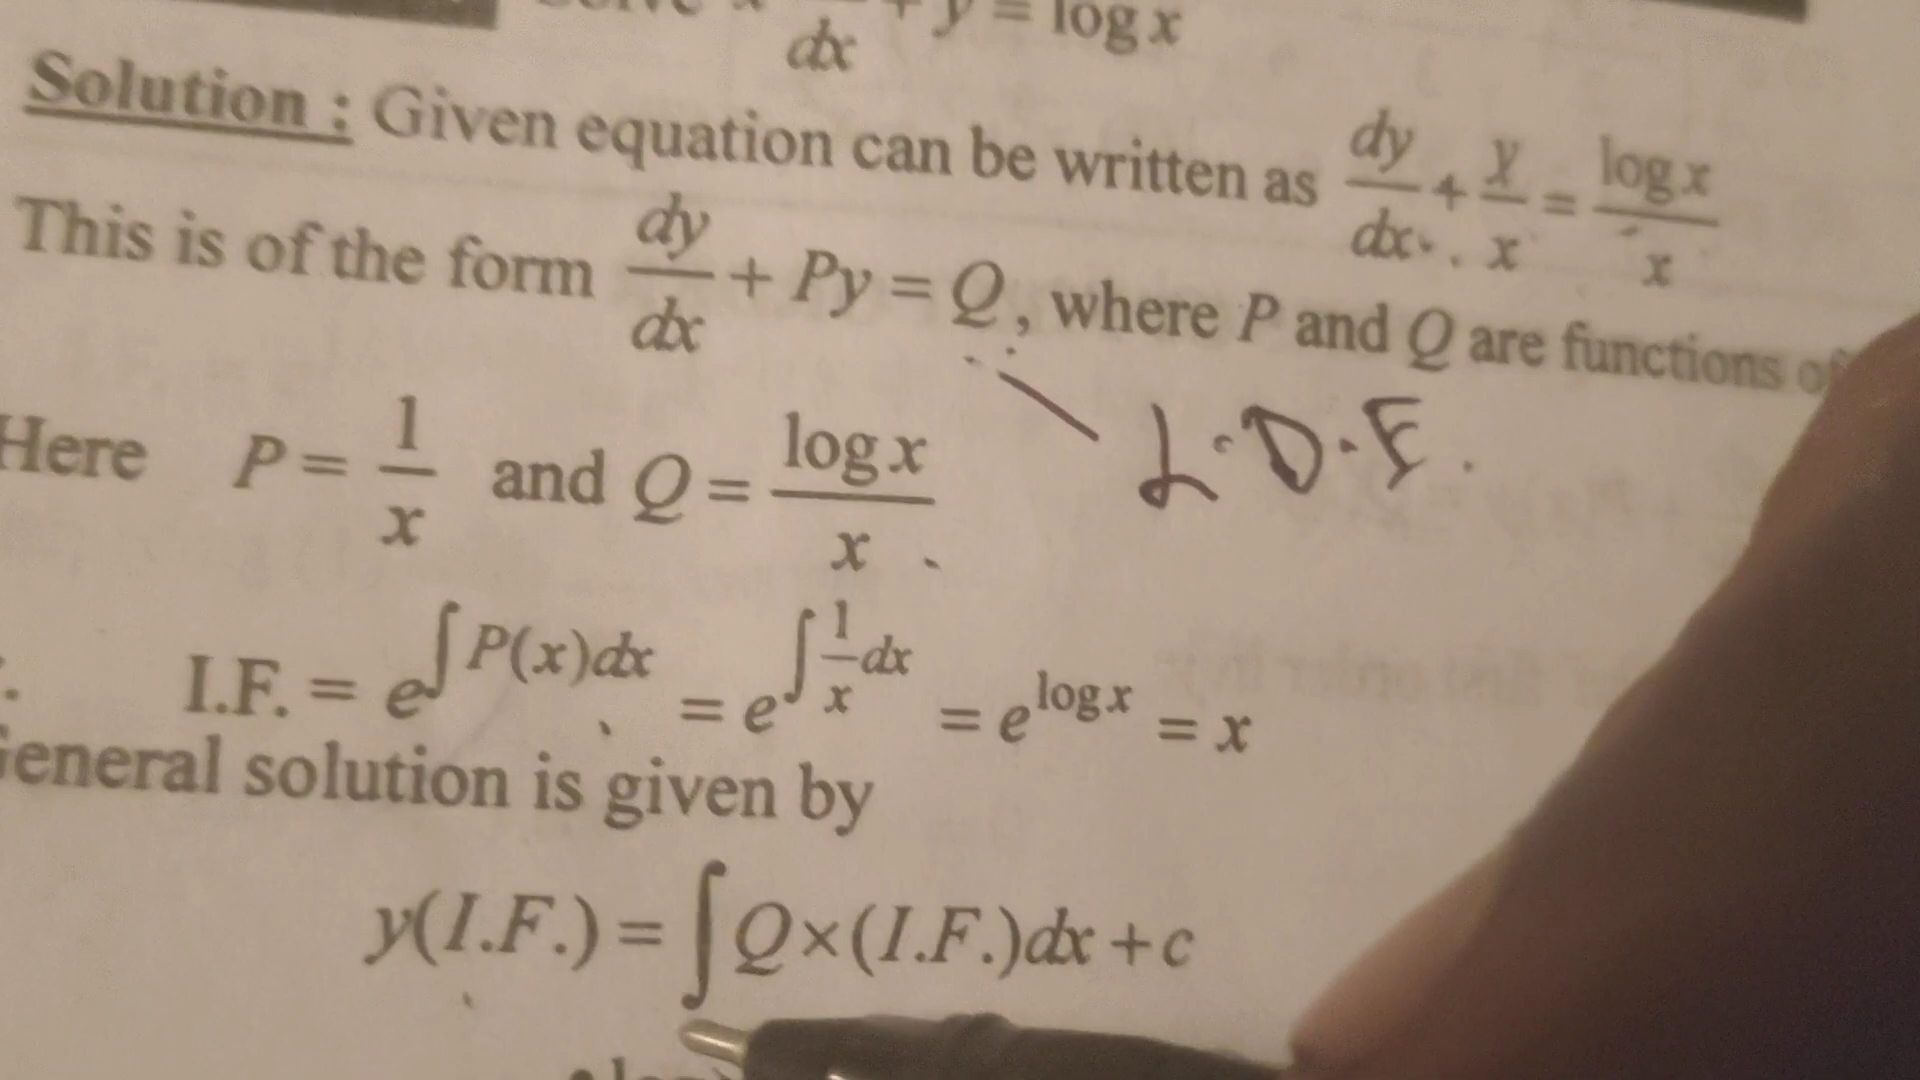 dx + y = log x
Solution : Given equation can be written as dy/dx + y/x = log x/x
This is of the form dy/dx + Py = Q, where P and Q are functions
L.D.E.
Here P = 1/x and Q = log x/x
I.F. = e^∫P(x)dx = e^∫1/x dx = e^log x = x
eneral solution is given by
y(I.F.) = ∫Q×(I.F.)dx + c